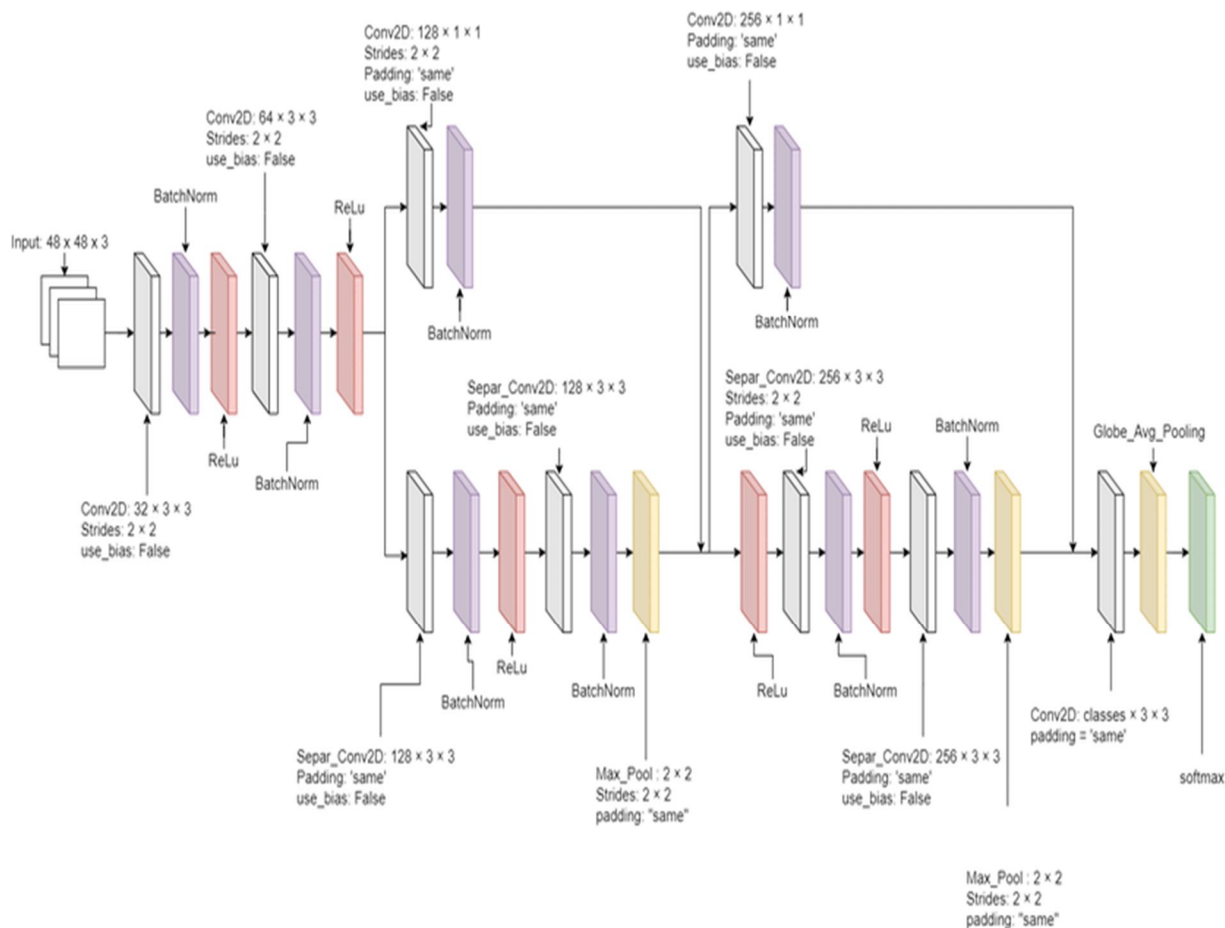 Conv2D: 128 × 1 × 1
Strides: 2 × 2
Padding: 'same'
use_bias: False
Conv2D: 256 × 1 × 1
Padding: 'same'
use_bias: False
Conv2D: 64 × 3 × 3
Strides: 2 × 2
use_bias: False
BatchNorm
ReLu
Input: 48 x 48 x 3
BatchNorm
BatchNorm
ReLu
BatchNorm
Conv2D: 32 × 3 × 3
Strides: 2 × 2
use_bias: False
Separ_Conv2D: 128 × 3 × 3
Padding: 'same'
use_bias: False
Separ_Conv2D: 256 × 3 × 3
Strides: 2 × 2
Padding: 'same'
use_bias: False
ReLu
BatchNorm
Globe_Avg_Pooling
BatchNorm
ReLu
BatchNorm
ReLu
BatchNorm
Separ_Conv2D: 128 × 3 × 3
Padding: 'same'
use_bias: False
Max_Pool : 2 × 2
Strides: 2 × 2
padding: "same"
Separ_Conv2D: 256 × 3 × 3
Padding: 'same'
use_bias: False
Conv2D: classes × 3 × 3
padding = 'same'
softmax
Max_Pool : 2 × 2
Strides: 2 × 2
padding: "same"